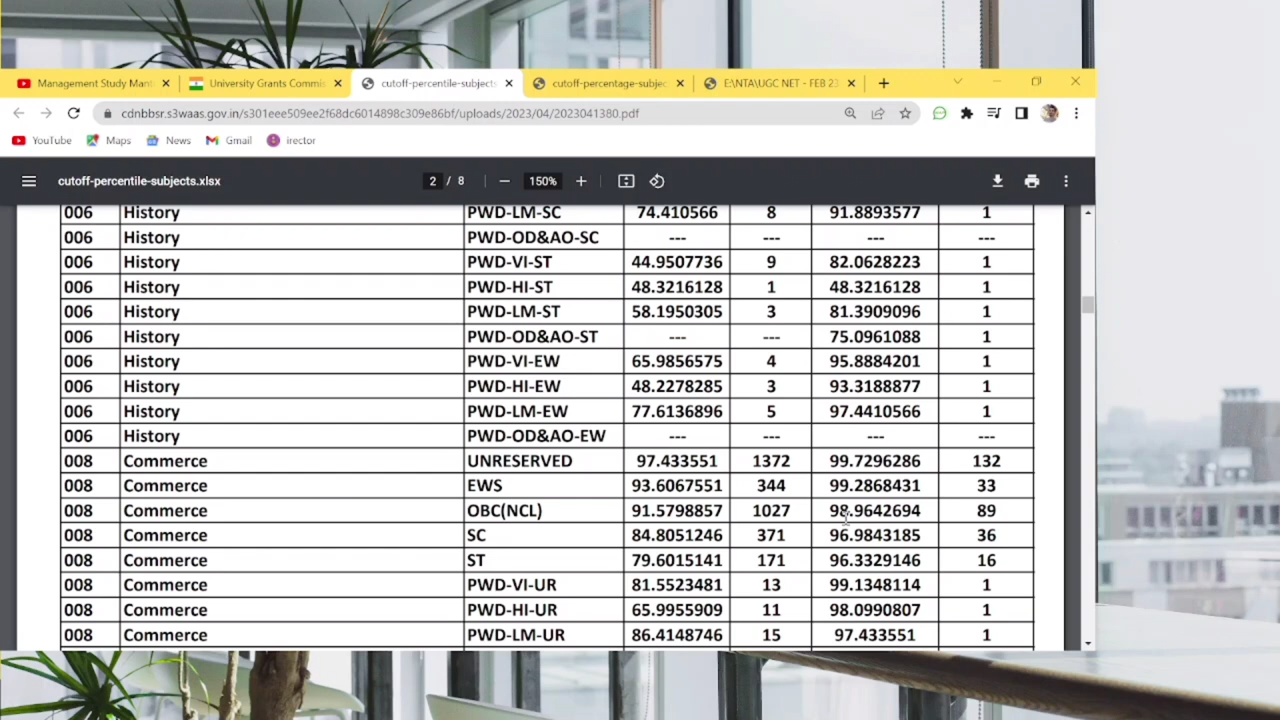 Management Study Mant
University Grants Commis
cutoff-percentile-subjects
cutoff-percentage-subjec
E:\NTA\UGC NET - FEB 23
cdnbbsr.s3waas.gov.in/s301eee509ee2f68dc6014898c309e86bf/uploads/2023/04/2023041380.pdf
YouTube Maps News Gmail irector
cutoff-percentile-subjects.xlsx 2 / 8 150%
006 History PWD-LM-SC 74.410566 8 91.8893577 1
006 History PWD-OD&AO-SC --- --- --- ---
006 History PWD-VI-ST 44.9507736 9 82.0628223 1
006 History PWD-HI-ST 48.3216128 1 48.3216128 1
006 History PWD-LM-ST 58.1950305 3 81.3909096 1
006 History PWD-OD&AO-ST --- --- 75.0961088 1
006 History PWD-VI-EW 65.9856575 4 95.8884201 1
006 History PWD-HI-EW 48.2278285 3 93.3188877 1
006 History PWD-LM-EW 77.6136896 5 97.4410566 1
006 History PWD-OD&AO-EW --- --- --- ---
008 Commerce UNRESERVED 97.433551 1372 99.7296286 132
008 Commerce EWS 93.6067551 344 99.2868431 33
008 Commerce OBC(NCL) 91.5798857 1027 98.9642694 89
008 Commerce SC 84.8051246 371 96.9843185 36
008 Commerce ST 79.6015141 171 96.3329146 16
008 Commerce PWD-VI-UR 81.5523481 13 99.1348114 1
008 Commerce PWD-HI-UR 65.9955909 11 98.0990807 1
008 Commerce PWD-LM-UR 86.4148746 15 97.433551 1